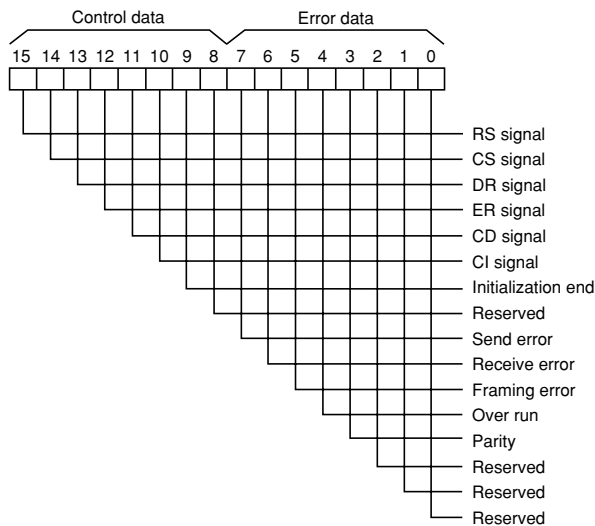 Control data Error data
15 14 13 12 11 10 9 8 7 6 5 4 3 2 1 0
RS signal
CS signal
DR signal
ER signal
CD signal
CI signal
Initialization end
Reserved
Send error
Receive error
Framing error
Over run
Parity
Reserved
Reserved
Reserved